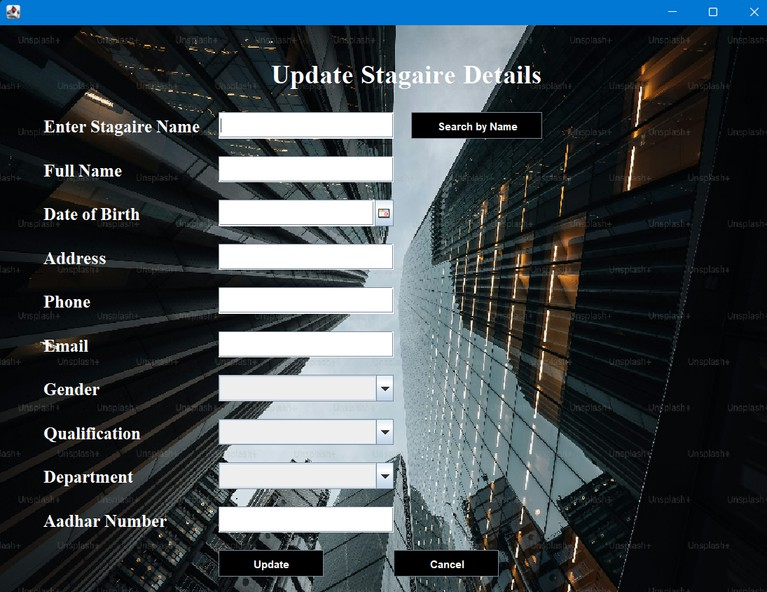 Update Stagaire Details
Enter Stagaire Name
Search by Name
Full Name
Date of Birth
Address
Phone
Email
Gender
Qualification
Department
Aadhar Number
Update
Cancel
Unsplash+